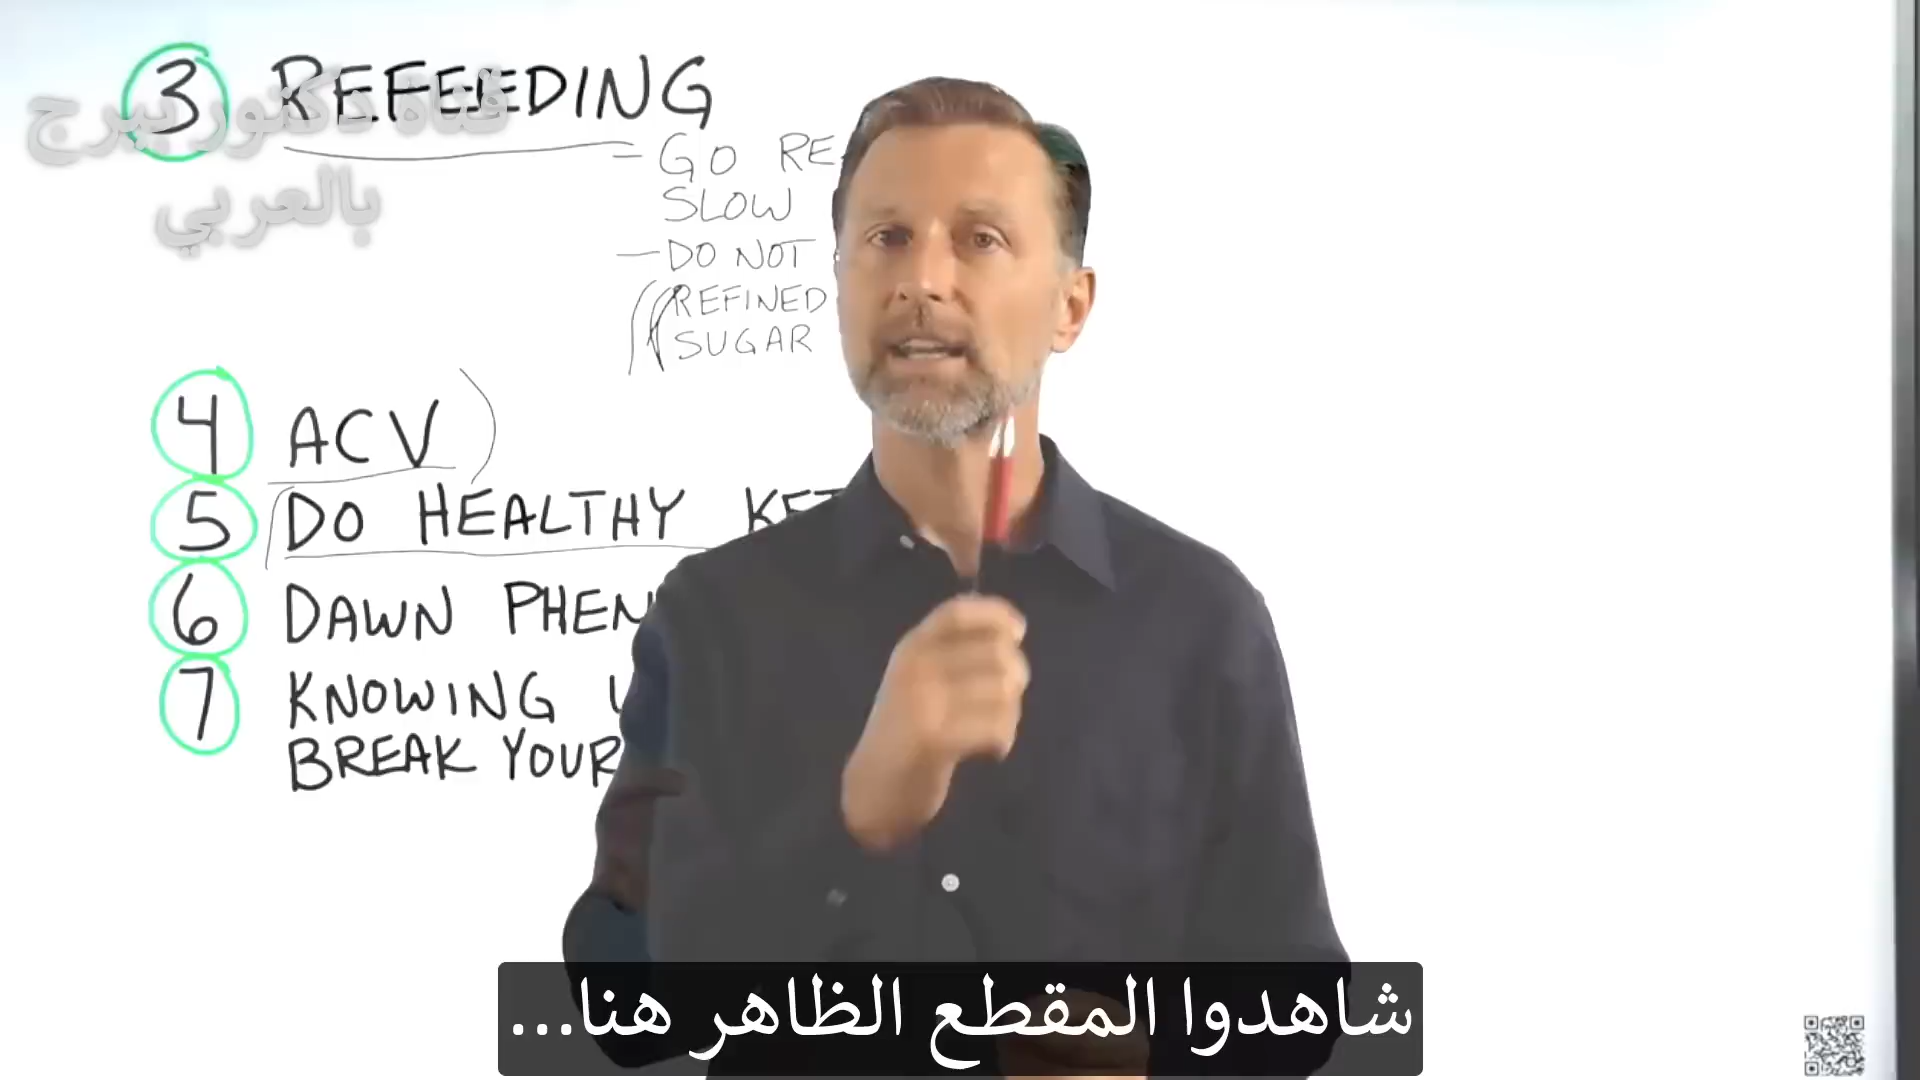 3 REFEEDING
قناة دكتور بيرج
بالعربي
- GO RE
SLOW
- DO NOT
REFINED
SUGAR
4 ACV
5 DO HEALTHY KET
6 DAWN PHEN
7 KNOWING
BREAK YOUR
شاهدوا المقطع الظاهر هنا...